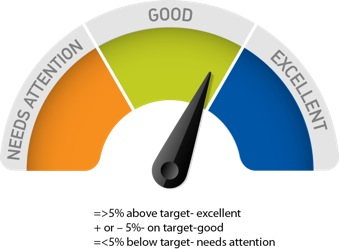 NEEDS ATTENTION
GOOD
EXCELLENT
=>5% above target- excellent
+ or – 5%- on target-good
=<5% below target- needs attention